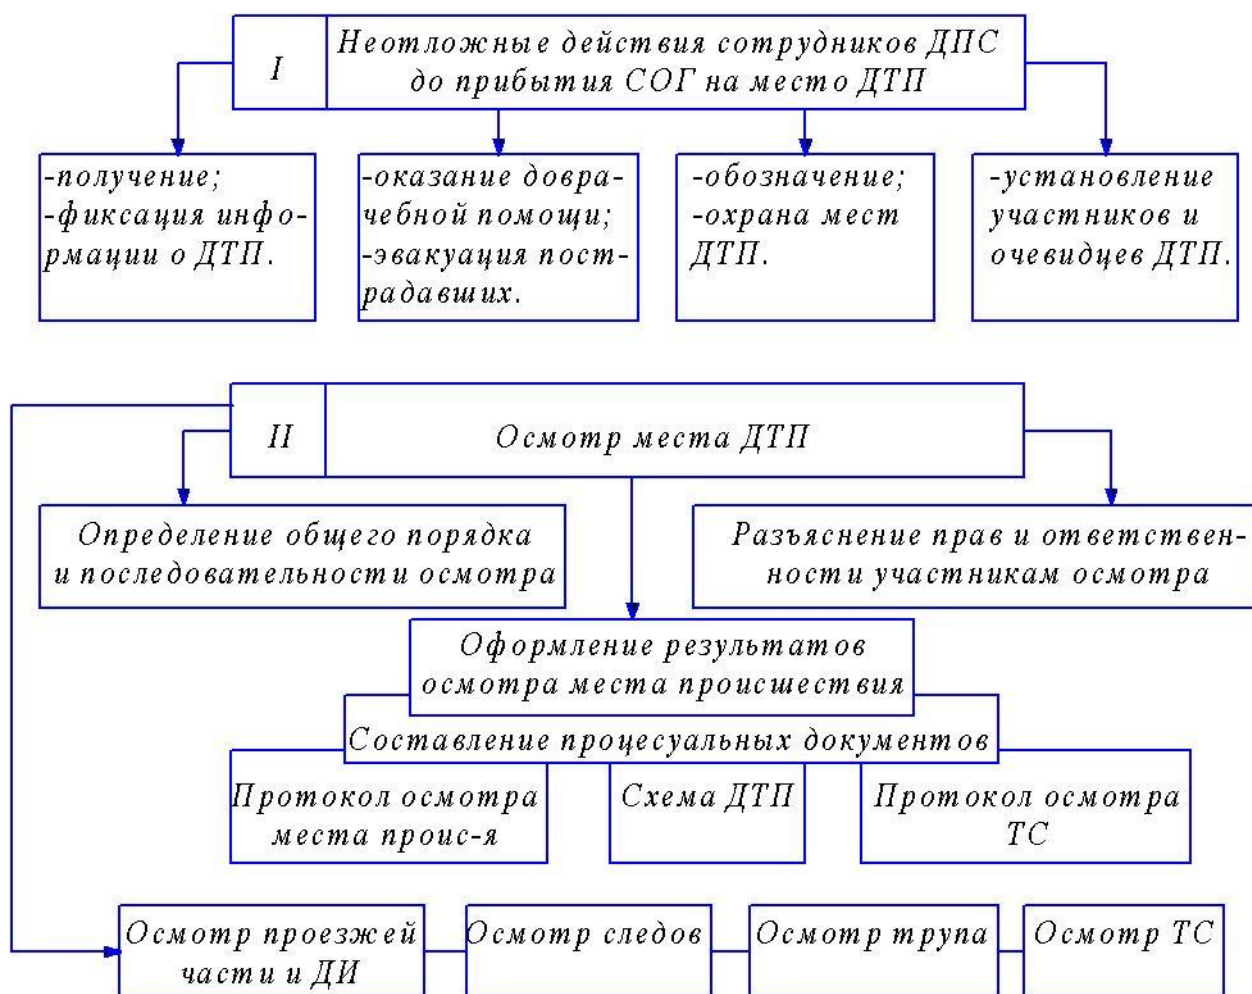 I
Неотложные действия сотрудников ДПС
до прибытия СОГ на место ДТП
-получение;
-фиксация инфо-
рмации о ДТП.
-оказание довра-
чебной помощи;
-эвакуация пост-
радавших.
-обозначение;
-охрана мест
ДТП.
-установление
участников и
очевидцев ДТП.
II
Осмотр места ДТП
Определение общего порядка
и последовательности осмотра
Разъяснение прав и ответствен-
ности участникам осмотра
Оформление результатов
осмотра места происшествия
Составление процесуальных документов
Протокол осмотра
места проис-я
Схема ДТП
Протокол осмотра
ТС
Осмотр проезжей
части и ДИ
Осмотр следов
Осмотр трупа
Осмотр ТС